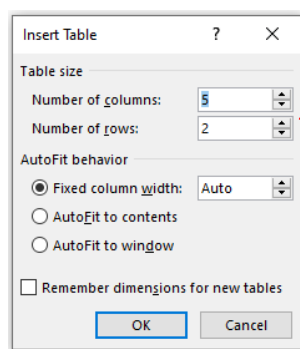 Insert Table ?
Table size
Number of columns: 5
Number of rows: 2
AutoFit behavior
Fixed column width: Auto
AutoFit to contents
AutoFit to window
Remember dimensions for new tables
OK Cancel